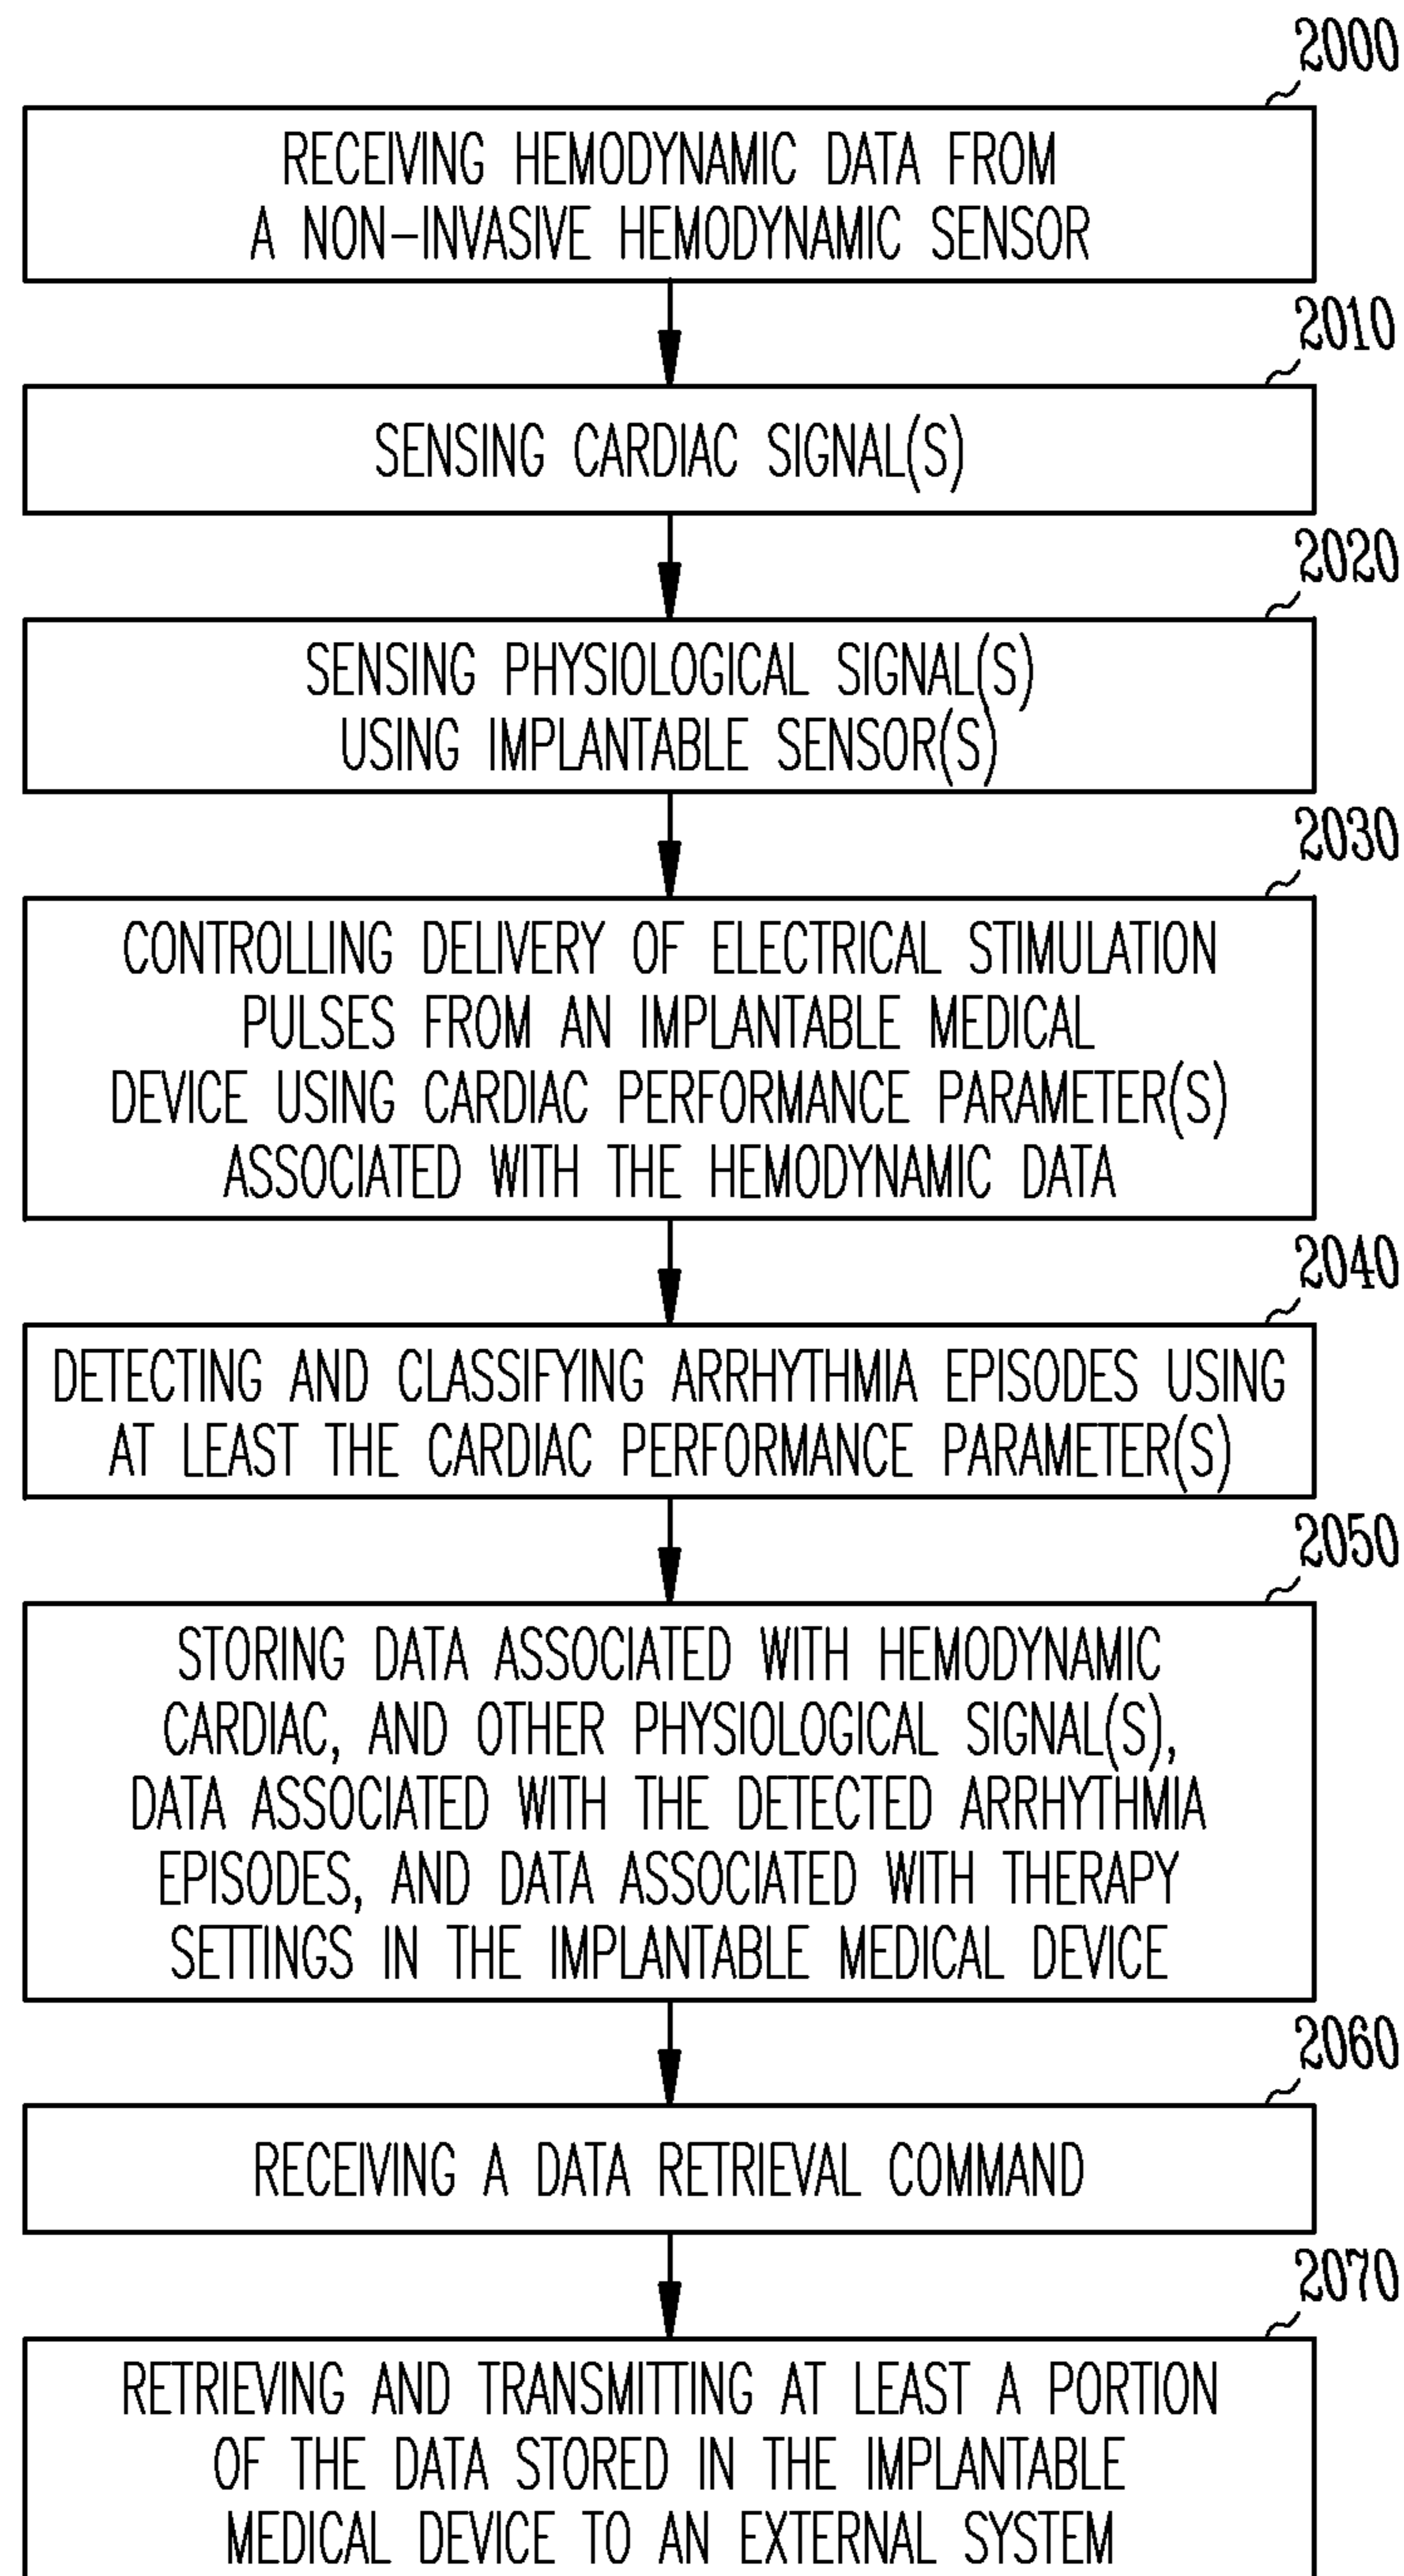 2000
RECEIVING HEMODYNAMIC DATA FROM
A NON-INVASIVE HEMODYNAMIC SENSOR
2010
SENSING CARDIAC SIGNAL(S)
2020
SENSING PHYSIOLOGICAL SIGNAL(S)
USING IMPLANTABLE SENSOR(S)
2030
CONTROLLING DELIVERY OF ELECTRICAL STIMULATION
PULSES FROM AN IMPLANTABLE MEDICAL
DEVICE USING CARDIAC PERFORMANCE PARAMETER(S)
ASSOCIATED WITH THE HEMODYNAMIC DATA
2040
DETECTING AND CLASSIFYING ARRHYTHMIA EPISODES USING
AT LEAST THE CARDIAC PERFORMANCE PARAMETER(S)
2050
STORING DATA ASSOCIATED WITH HEMODYNAMIC
CARDIAC, AND OTHER PHYSIOLOGICAL SIGNAL(S),
DATA ASSOCIATED WITH THE DETECTED ARRHYTHMIA
EPISODES, AND DATA ASSOCIATED WITH THERAPY
SETTINGS IN THE IMPLANTABLE MEDICAL DEVICE
2060
RECEIVING A DATA RETRIEVAL COMMAND
2070
RETRIEVING AND TRANSMITTING AT LEAST A PORTION
OF THE DATA STORED IN THE IMPLANTABLE
MEDICAL DEVICE TO AN EXTERNAL SYSTEM